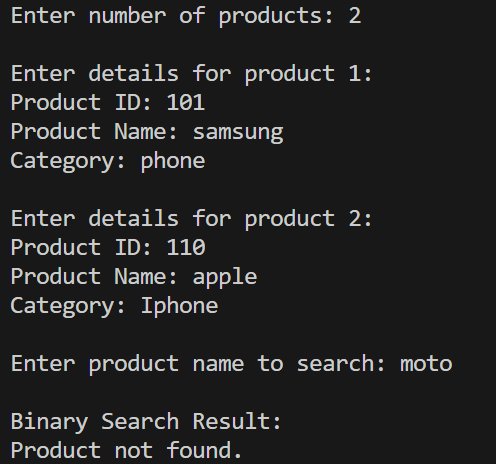 Enter number of products: 2
Enter details for product 1:
Product ID: 101
Product Name: samsung
Category: phone
Enter details for product 2:
Product ID: 110
Product Name: apple
Category: Iphone
Enter product name to search: moto
Binary Search Result:
Product not found.